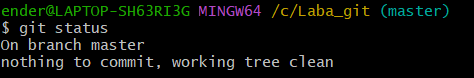 ender@LAPTOP-SH63RI3G MINGW64 /c/Laba_git (master)
$ git status
On branch master
nothing to commit, working tree clean